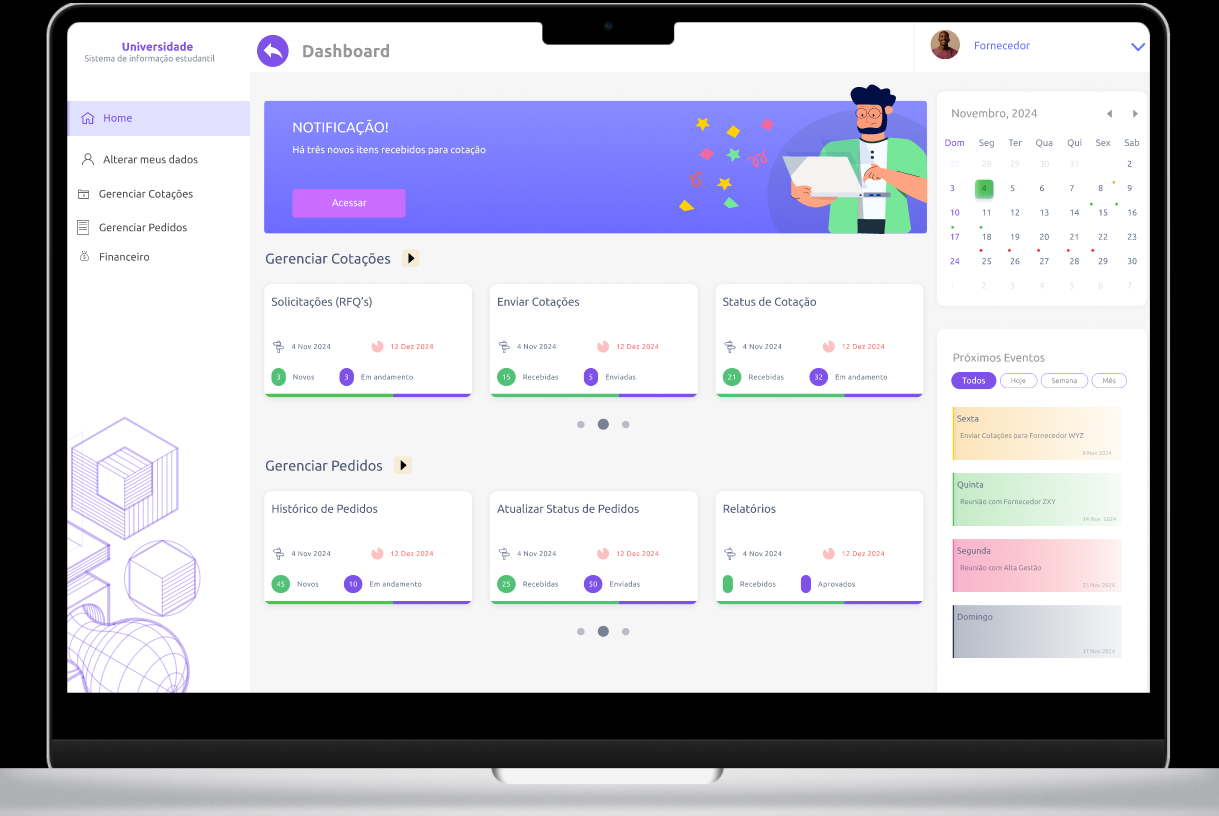 Universidade
Sistema de informação estudantil
Home
Alterar meus dados
Gerenciar Cotações
Gerenciar Pedidos
Financeiro
Dashboard
Fornecedor
NOTIFICAÇÃO!
Há três novos itens recebidos para cotação
Acessar
Gerenciar Cotações
Solicitações (RFQ's)
4 Nov 2024 12 Dez 2024
3 Novos 3 Em andamento
Enviar Cotações
4 Nov 2024 12 Dez 2024
15 Recebidas 5 Enviadas
Status de Cotação
4 Nov 2024 12 Dez 2024
21 Recebidas 32 Em andamento
Gerenciar Pedidos
Histórico de Pedidos
4 Nov 2024 12 Dez 2024
45 Novos 10 Em andamento
Atualizar Status de Pedidos
4 Nov 2024 12 Dez 2024
25 Recebidas 50 Enviadas
Relatórios
4 Nov 2024 12 Dez 2024
Recebidos Aprovados
Novembro, 2024
Dom Seg Ter Qua Qui Sex Sab
27 28 29 30 31 2
3 4 5 6 7 8 9
10 11 12 13 14 15 16
17 18 19 20 21 22 23
24 25 26 27 28 29 30
1 2 3 4 5 6 7
Próximos Eventos
Todos Hoje Semana Mês
Sexta
Enviar Cotações para Fornecedor WYZ
8 Nov 2024
Quinta
Reunião com Fornecedor ZXY
14 Nov 2024
Segunda
Reunião com Alta Gestão
25 Nov 2024
Domingo
17 Nov 2024